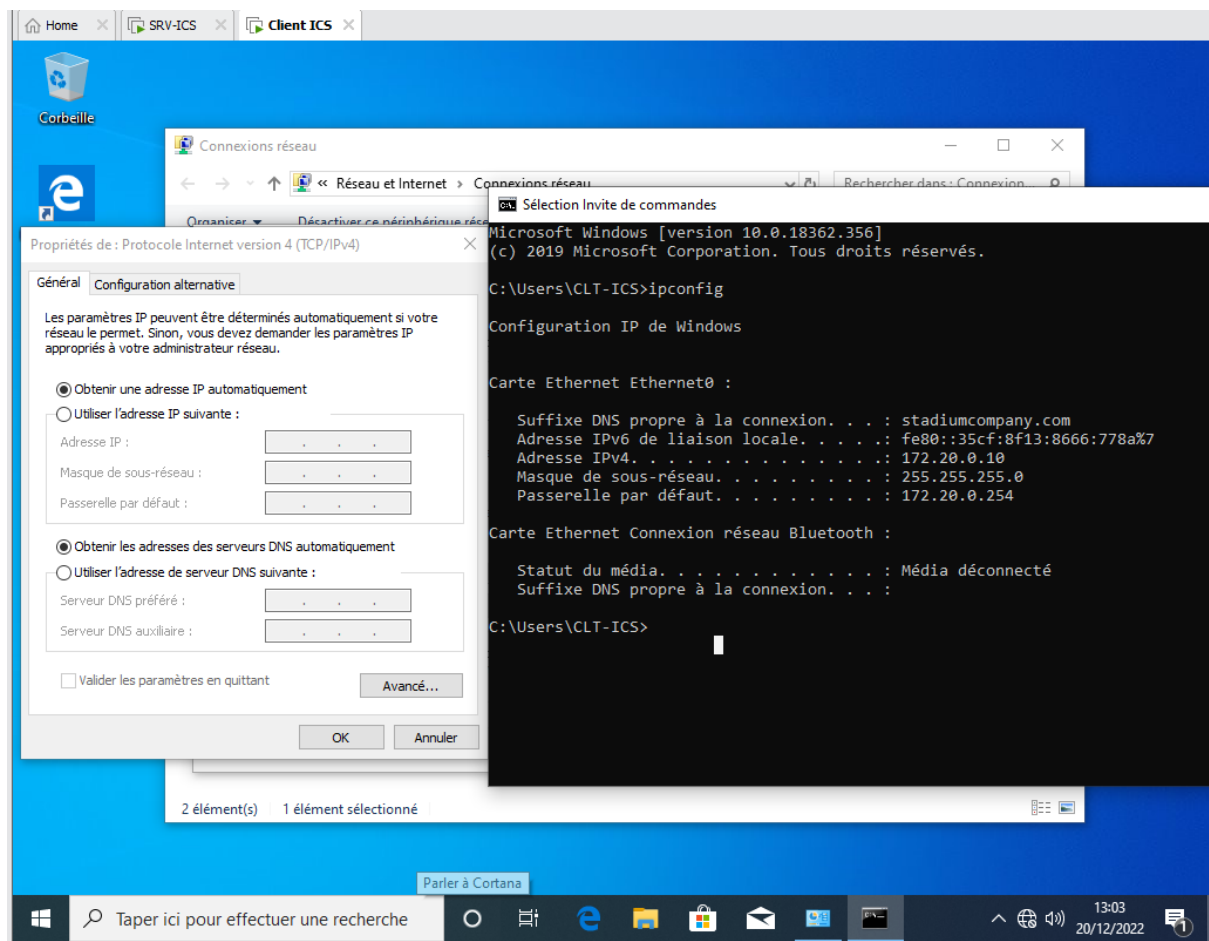 Home
SRV-ICS
Client ICS
Corbeille
Connexions réseau
« Réseau et Internet > Connexions réseau
Rechercher dans : Connexion...
Organiser
Désactiver ce périphérique rése
Propriétés de : Protocole Internet version 4 (TCP/IPv4)
Général
Configuration alternative
Les paramètres IP peuvent être déterminés automatiquement si votre
réseau le permet. Sinon, vous devez demander les paramètres IP
appropriés à votre administrateur réseau.
Obtenir une adresse IP automatiquement
Utiliser l'adresse IP suivante :
Adresse IP :
Masque de sous-réseau :
Passerelle par défaut :
Obtenir les adresses des serveurs DNS automatiquement
Utiliser l'adresse de serveur DNS suivante :
Serveur DNS préféré :
Serveur DNS auxiliaire :
Valider les paramètres en quittant
Avancé...
OK
Annuler
Sélection Invite de commandes
Microsoft Windows [version 10.0.18362.356]
(c) 2019 Microsoft Corporation. Tous droits réservés.
C:\Users\CLT-ICS>ipconfig
Configuration IP de Windows
Carte Ethernet Ethernet0 :
Suffixe DNS propre à la connexion. . . : stadiumcompany.com
Adresse IPv6 de liaison locale. . . . .: fe80::35cf:8f13:8666:778a%7
Adresse IPv4. . . . . . . . . . . . . .: 172.20.0.10
Masque de sous-réseau. . . . . . . . . : 255.255.255.0
Passerelle par défaut. . . . . . . . . : 172.20.0.254
Carte Ethernet Connexion réseau Bluetooth :
Statut du média. . . . . . . . . . . . : Média déconnecté
Suffixe DNS propre à la connexion. . . :
C:\Users\CLT-ICS>
2 élément(s)
1 élément sélectionné
Parler à Cortana
Taper ici pour effectuer une recherche
13:03
20/12/2022
1